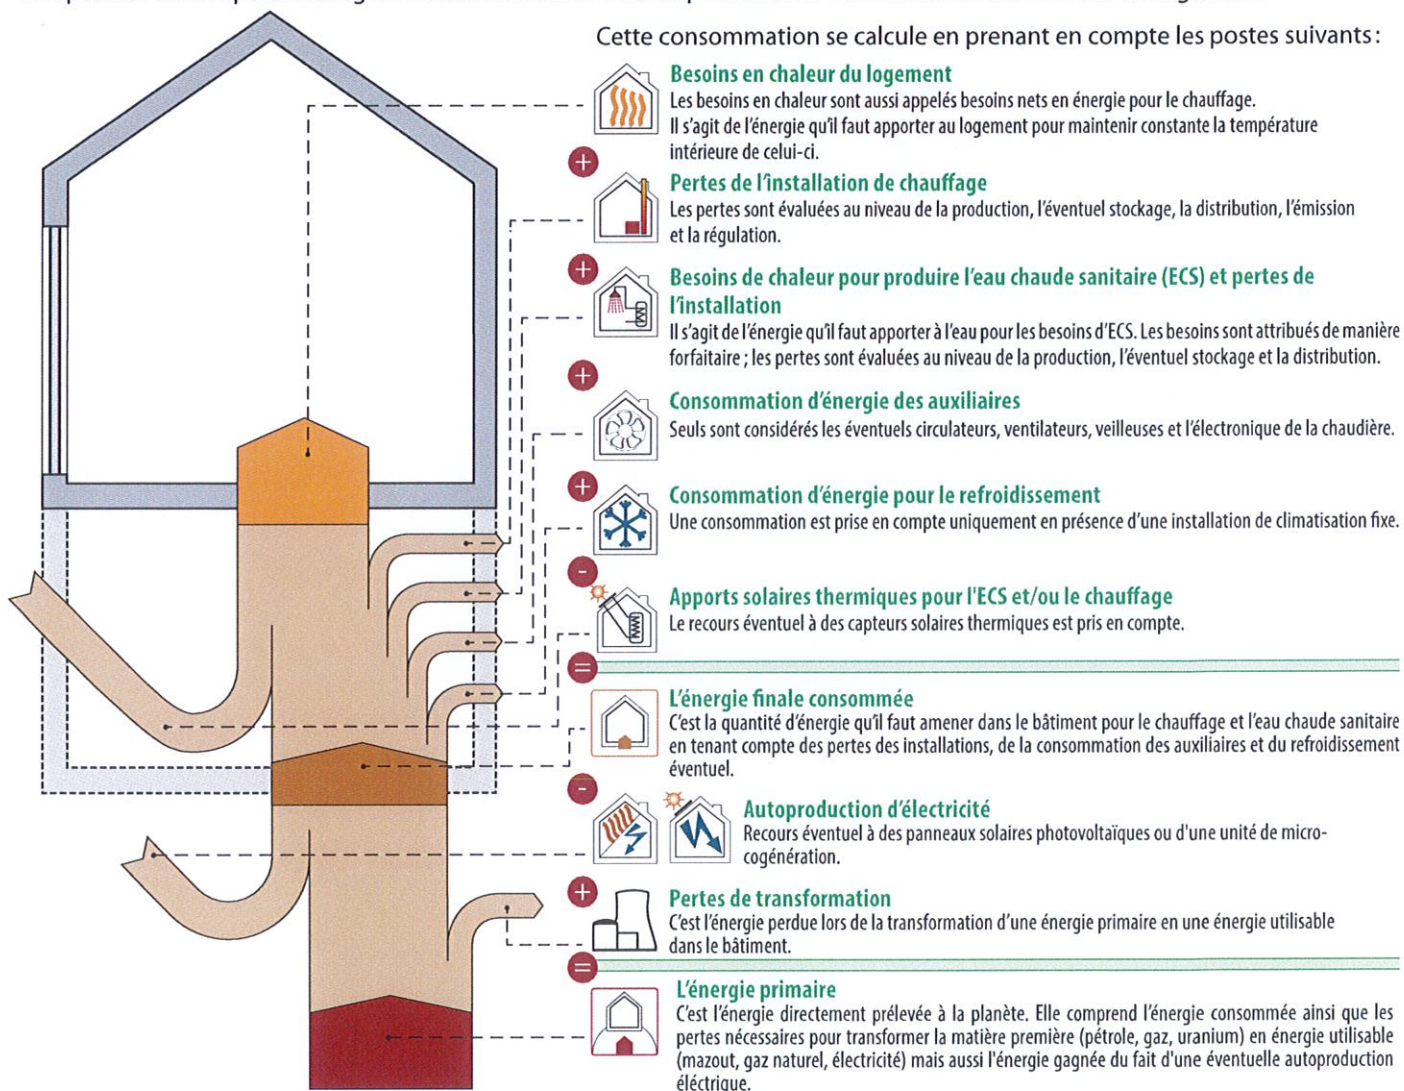 Cette consommation se calcule en prenant en compte les postes suivants :
Besoins en chaleur du logement
Les besoins en chaleur sont aussi appelés besoins nets en énergie pour le chauffage.
Il s'agit de l'énergie qu'il faut apporter au logement pour maintenir constante la température
intérieure de celui-ci.
+
Pertes de l'installation de chauffage
Les pertes sont évaluées au niveau de la production, l'éventuel stockage, la distribution, l'émission
et la régulation.
+
Besoins de chaleur pour produire l'eau chaude sanitaire (ECS) et pertes de
l'installation
Il s'agit de l'énergie qu'il faut apporter à l'eau pour les besoins d'ECS. Les besoins sont attribués de manière
forfaitaire ; les pertes sont évaluées au niveau de la production, l'éventuel stockage et la distribution.
+
Consommation d'énergie des auxiliaires
Seuls sont considérés les éventuels circulateurs, ventilateurs, veilleuses et l'électronique de la chaudière.
+
Consommation d'énergie pour le refroidissement
Une consommation est prise en compte uniquement en présence d'une installation de climatisation fixe.
-
Apports solaires thermiques pour l'ECS et/ou le chauffage
Le recours éventuel à des capteurs solaires thermiques est pris en compte.
=
L'énergie finale consommée
C'est la quantité d'énergie qu'il faut amener dans le bâtiment pour le chauffage et l'eau chaude sanitaire
en tenant compte des pertes des installations, de la consommation des auxiliaires et du refroidissement
éventuel.
-
Autoproduction d'électricité
Recours éventuel à des panneaux solaires photovoltaïques ou d'une unité de micro-
cogénération.
+
Pertes de transformation
C'est l'énergie perdue lors de la transformation d'une énergie primaire en une énergie utilisable
dans le bâtiment.
=
L'énergie primaire
C'est l'énergie directement prélevée à la planète. Elle comprend l'énergie consommée ainsi que les
pertes nécessaires pour transformer la matière première (pétrole, gaz, uranium) en énergie utilisable
(mazout, gaz naturel, électricité) mais aussi l'énergie gagnée du fait d'une éventuelle autoproduction
éléctrique.